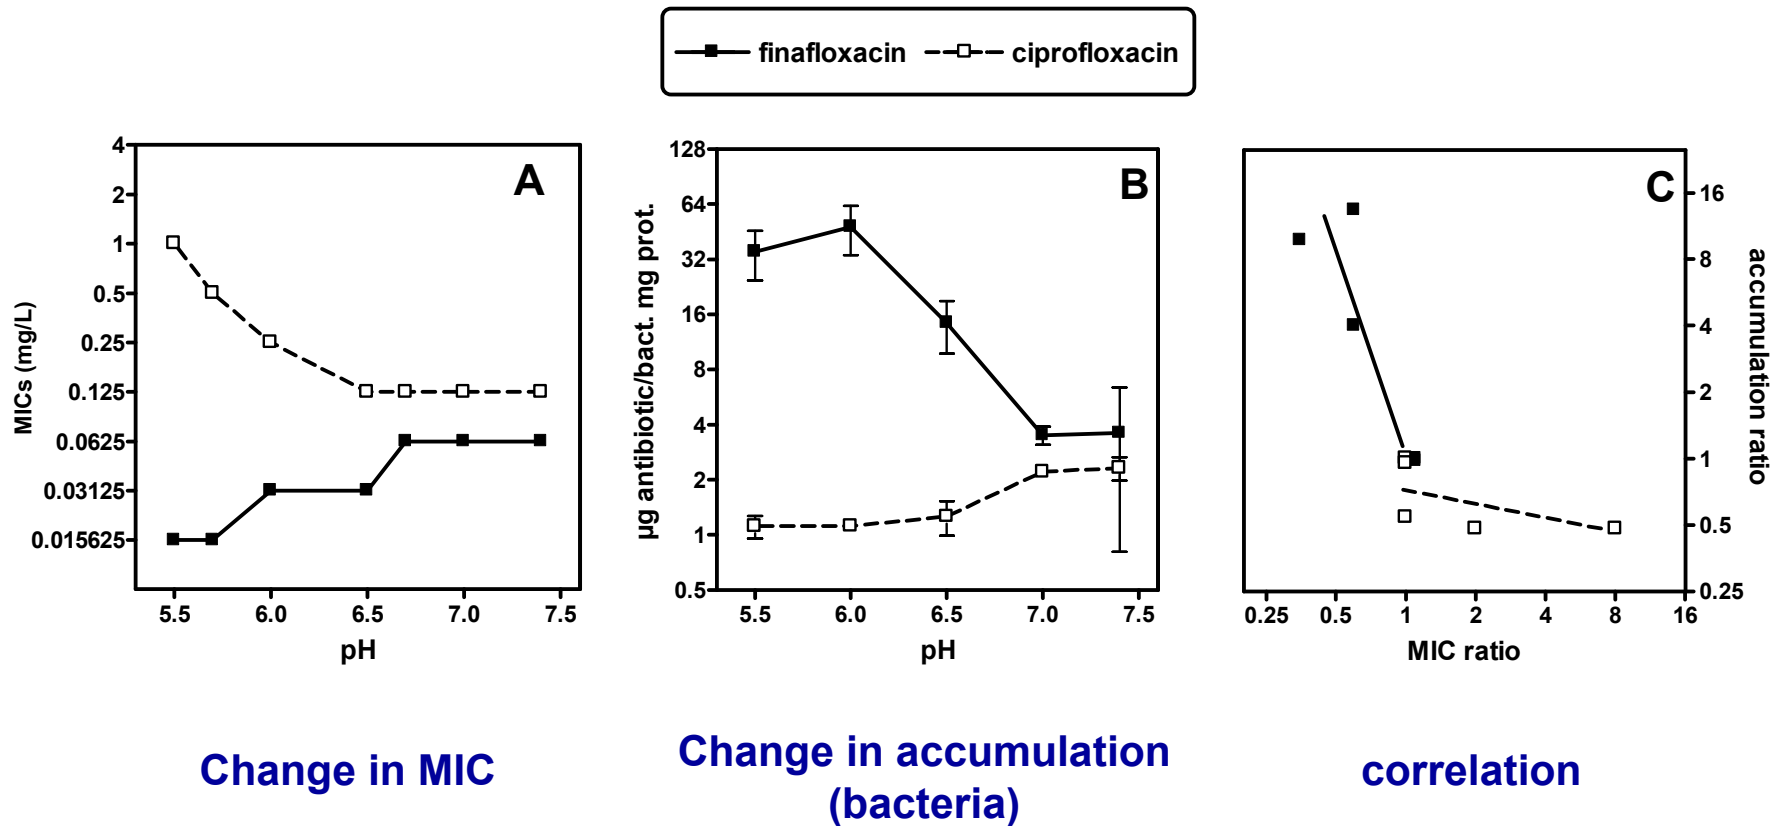 finafloxacin ciprofloxacin
A
4
2
1
0.5
0.25
0.125
0.0625
0.03125
0.015625
MICs (mg/L)
5.5 6.0 6.5 7.0 7.5
pH
B
128
64
32
16
8
4
2
1
0.5
µg antibiotic/bact. mg prot.
5.5 6.0 6.5 7.0 7.5
pH
C
16
8
4
2
1
0.5
0.25
accumulation ratio
0.25 0.5 1 2 4 8 16
MIC ratio
Change in MIC
Change in accumulation
(bacteria)
correlation